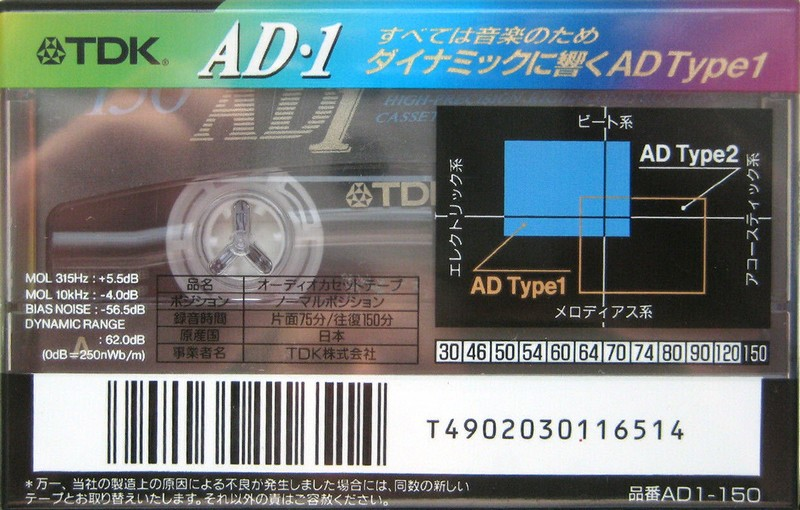 TDK® AD・1
すべては音楽のため
ダイナミックに響くAD Type1
150 AD1
HIGH-PRECISION
CASSET
TDK
MOL 315Hz : +5.5dB
MOL 10kHz : -4.0dB
BIAS NOISE : -56.5dB
DYNAMIC RANGE
: 62.0dB
(0dB=250nWb/m)
A
品名 オーディオカセットテープ
ポジション ノーマルポジション
録音時間 片面75分/往復150分
原産国 日本
事業者名 TDK株式会社
ビート系
エレクトリック系
アコースティック系
AD Type2
AD Type1
メロディアス系
30 46 50 54 60 64 70 74 80 90 120 150
T4902030116514
*万一、当社の製造上の原因による不良が発生しました場合には、同数の新しい
テープとお取り替えいたします。それ以外の責はご容赦ください。
品番AD1-150